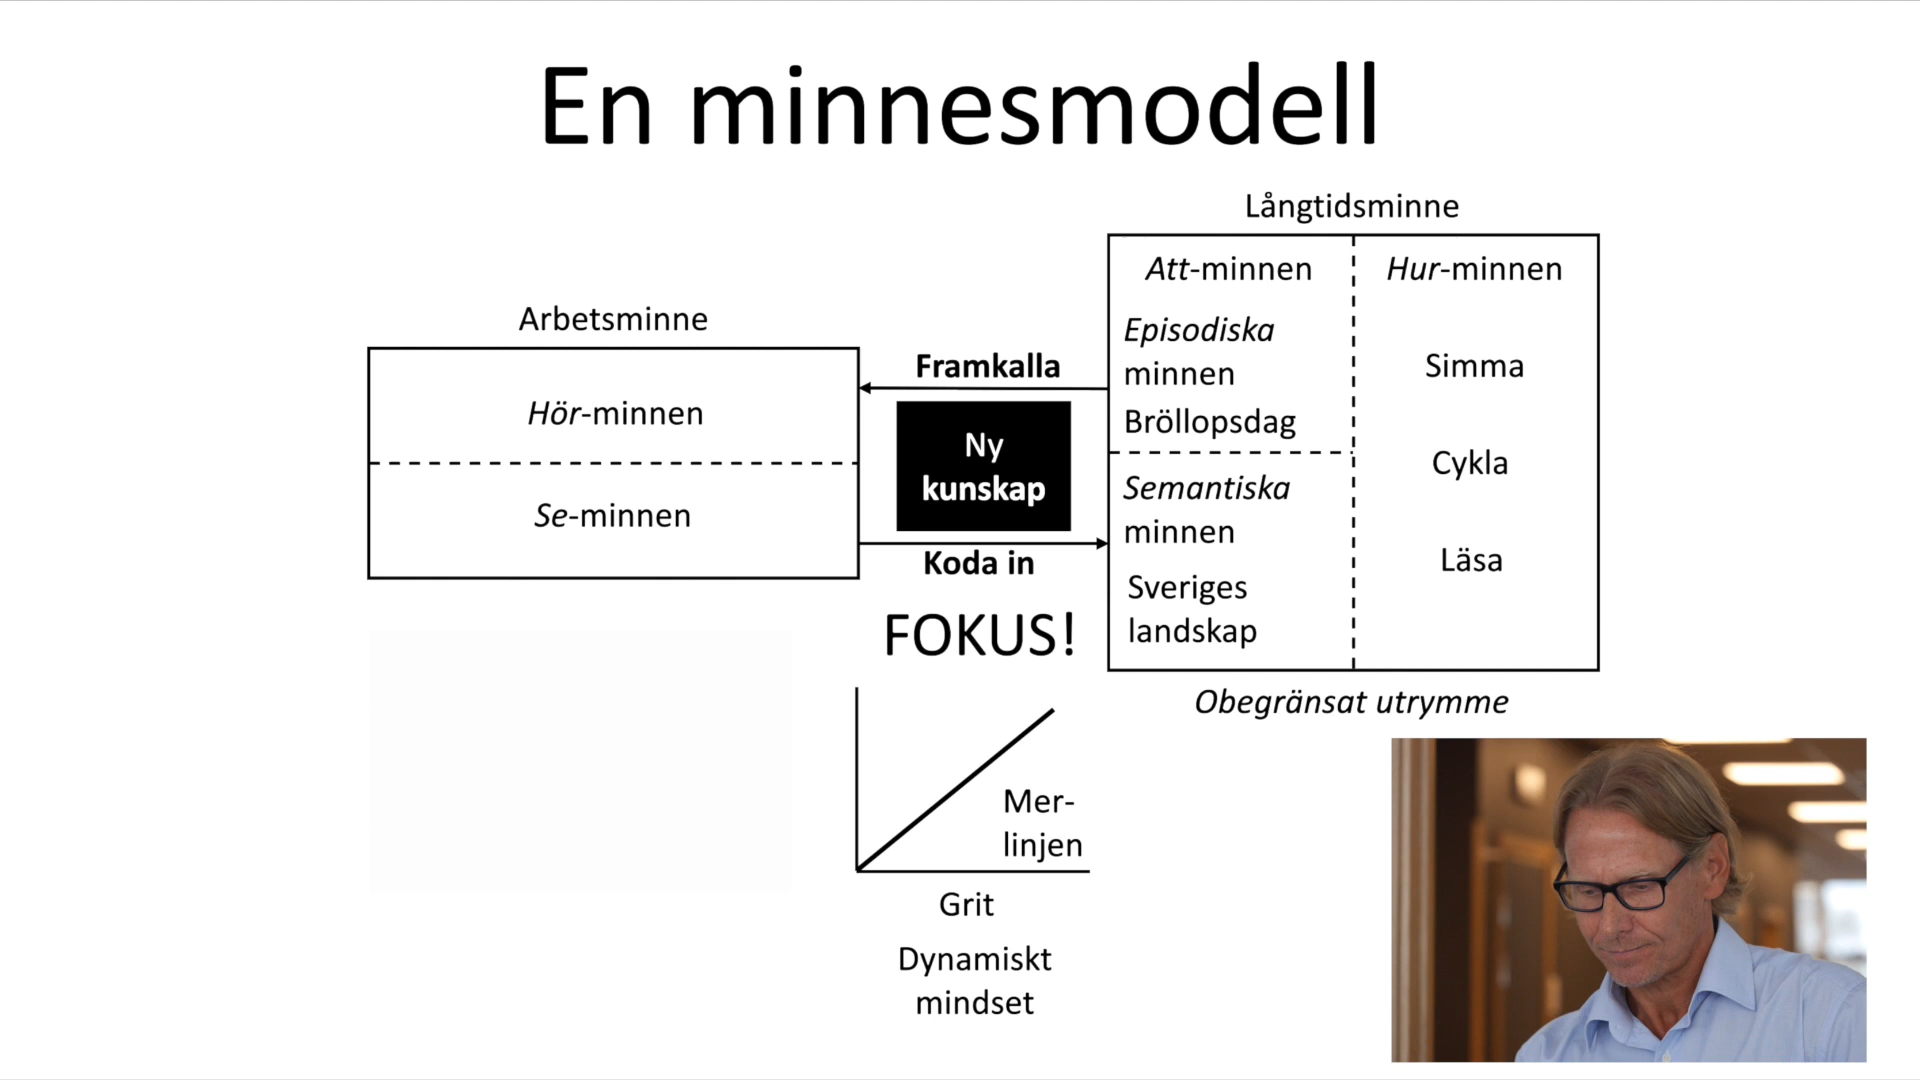 En minnesmodell
Arbetsminne
Hör-minnen
Se-minnen
Framkalla
Ny
kunskap
Koda in
FOKUS!
Mer-
linjen
Grit
Dynamiskt
mindset
Långtidsminne
Att-minnen
Episodiska
minnen
Bröllopsdag
Semantiska
minnen
Sveriges
landskap
Hur-minnen
Simma
Cykla
Läsa
Obegränsat utrymme